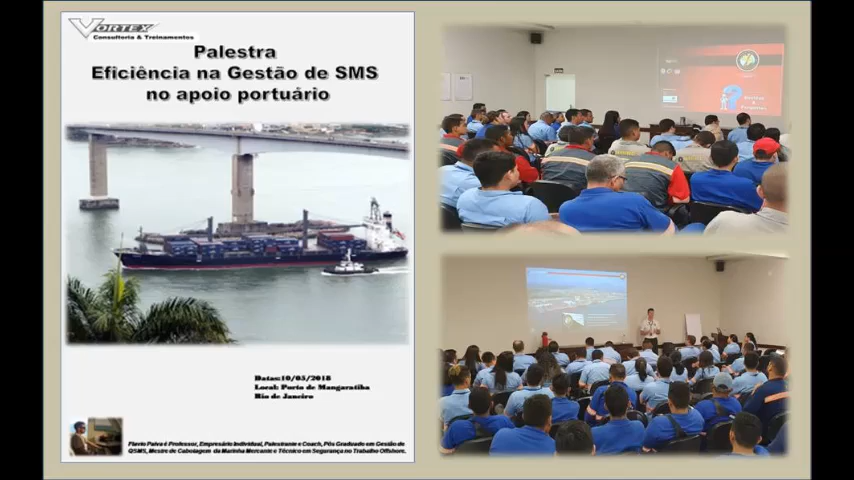 VORTEX
Consultoria & Treinamentos
Palestra
Eficiência na Gestão de SMS
no apoio portuário
Datas:10/05/2018
Local: Porto de Mangaratiba
Rio de Janeiro
Flavio Paiva é Professor, Empresário Individual, Palestrante e Coach, Pós Graduado em Gestão de
QSMS, Mestre de Cabotagem da Marinha Mercante e Técnico em Segurança no Trabalho Offshore.